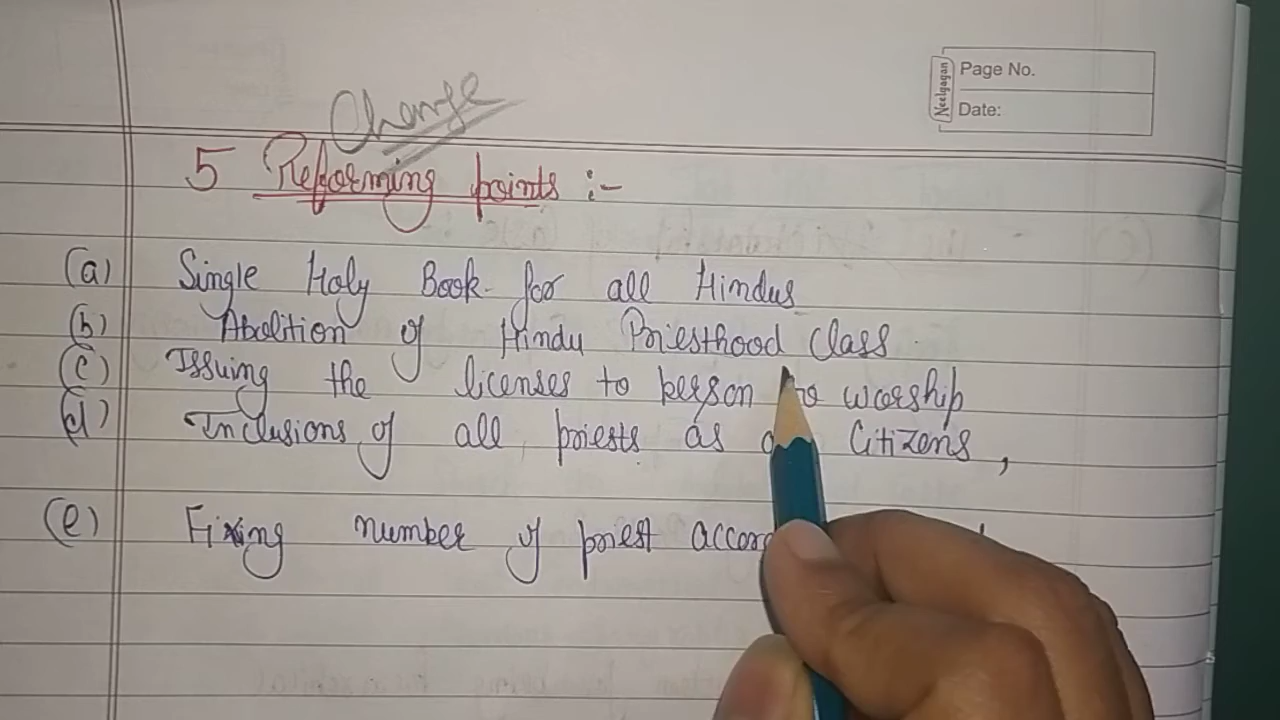 Neelgagan
Page No.
Date:
Change
5 Reforming points :-
(a) Single Holy Book for all Hindus
(b) Abolition of Hindu Priesthood Class
(c) Issuing the licenses to person to worship
(d) Inclusions of all priests as Citizens,
(e) Fixing number of priest